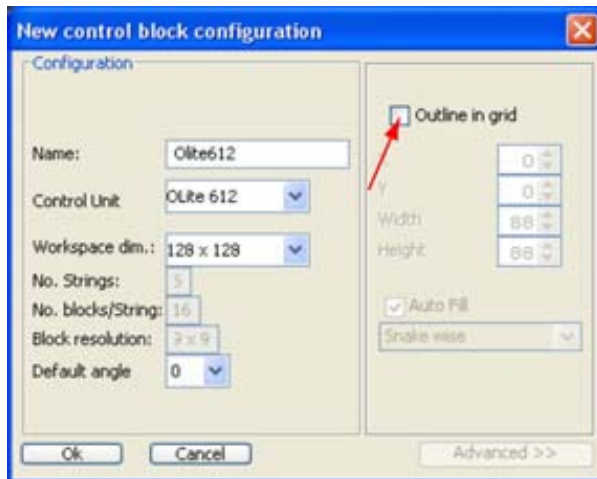 New control block configuration
Configuration
Name: Olite612
Control Unit OLite 612
Workspace dim.: 128 x 128
No. Strings: 5
No. blocks/String: 16
Block resolution: 9 x 9
Default angle 0
Outline in grid
0
Y 0
Width 88
Height 88
Auto Fill
Snake wise
Ok Cancel Advanced >>